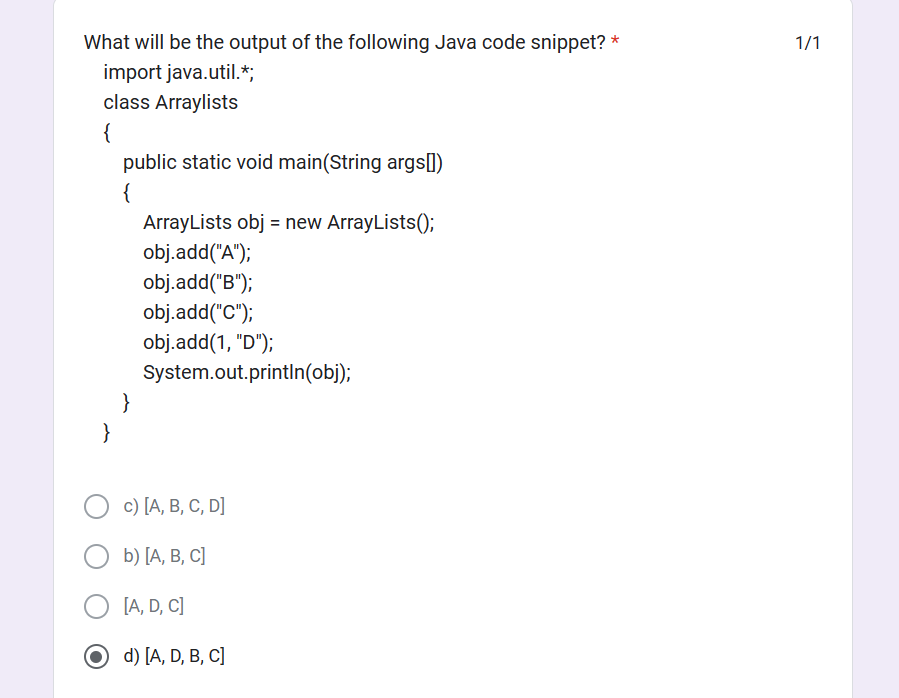 What will be the output of the following Java code snippet? *
1/1
import java.util.*;
class Arraylists
{
public static void main(String args[])
{
ArrayLists obj = new ArrayLists();
obj.add("A");
obj.add("B");
obj.add("C");
obj.add(1, "D");
System.out.println(obj);
}
}
c) [A, B, C, D]
b) [A, B, C]
[A, D, C]
d) [A, D, B, C]